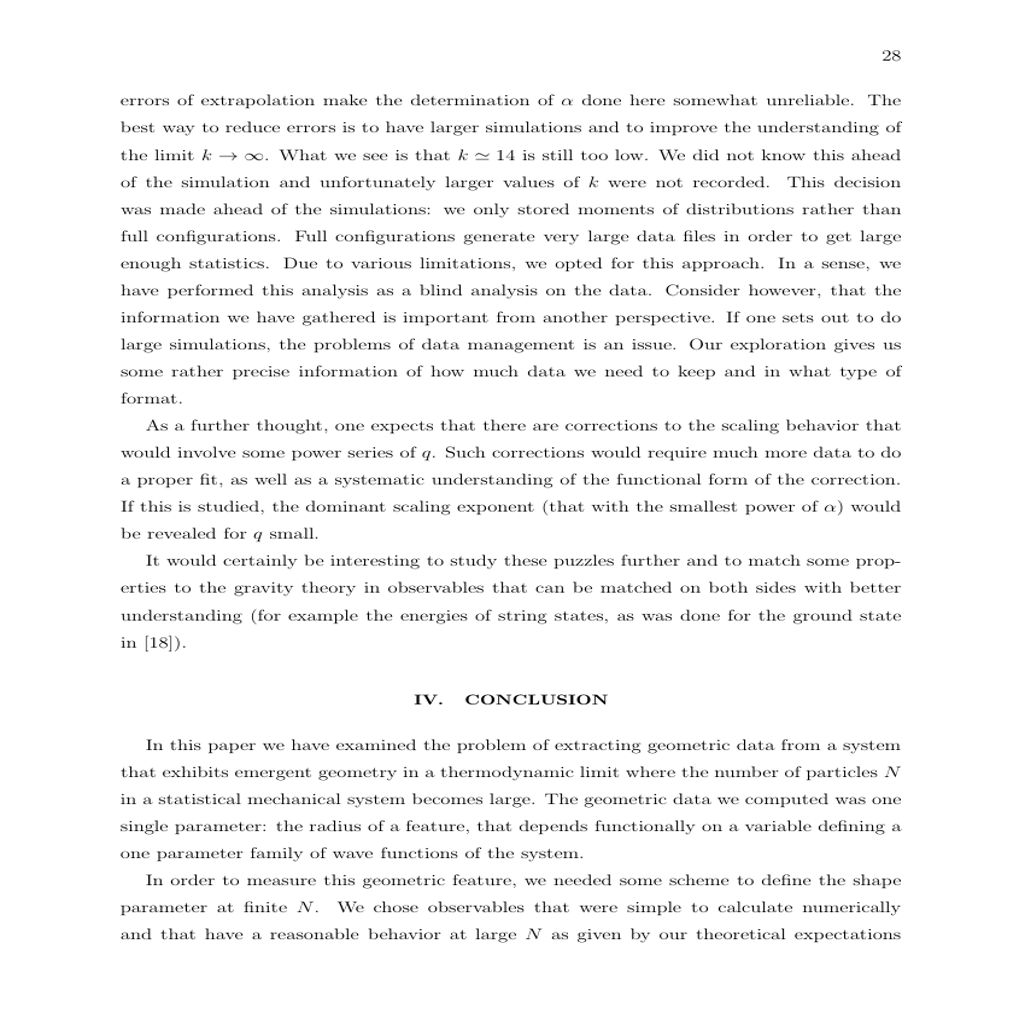 28
errors of extrapolation make the determination of α done here somewhat unreliable. The
best way to reduce errors is to have larger simulations and to improve the understanding of
the limit k → ∞. What we see is that k ≃ 14 is still too low. We did not know this ahead
of the simulation and unfortunately larger values of k were not recorded. This decision
was made ahead of the simulations: we only stored moments of distributions rather than
full configurations. Full configurations generate very large data files in order to get large
enough statistics. Due to various limitations, we opted for this approach. In a sense, we
have performed this analysis as a blind analysis on the data. Consider however, that the
information we have gathered is important from another perspective. If one sets out to do
large simulations, the problems of data management is an issue. Our exploration gives us
some rather precise information of how much data we need to keep and in what type of
format.
As a further thought, one expects that there are corrections to the scaling behavior that
would involve some power series of q. Such corrections would require much more data to do
a proper fit, as well as a systematic understanding of the functional form of the correction.
If this is studied, the dominant scaling exponent (that with the smallest power of α) would
be revealed for q small.
It would certainly be interesting to study these puzzles further and to match some prop-
erties to the gravity theory in observables that can be matched on both sides with better
understanding (for example the energies of string states, as was done for the ground state
in [18]).
IV. CONCLUSION
In this paper we have examined the problem of extracting geometric data from a system
that exhibits emergent geometry in a thermodynamic limit where the number of particles N
in a statistical mechanical system becomes large. The geometric data we computed was one
single parameter: the radius of a feature, that depends functionally on a variable defining a
one parameter family of wave functions of the system.
In order to measure this geometric feature, we needed some scheme to define the shape
parameter at finite N. We chose observables that were simple to calculate numerically
and that have a reasonable behavior at large N as given by our theoretical expectations